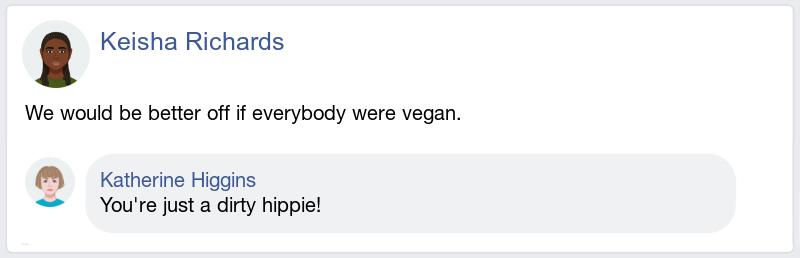 Keisha Richards
We would be better off if everybody were vegan.
Katherine Higgins
You're just a dirty hippie!